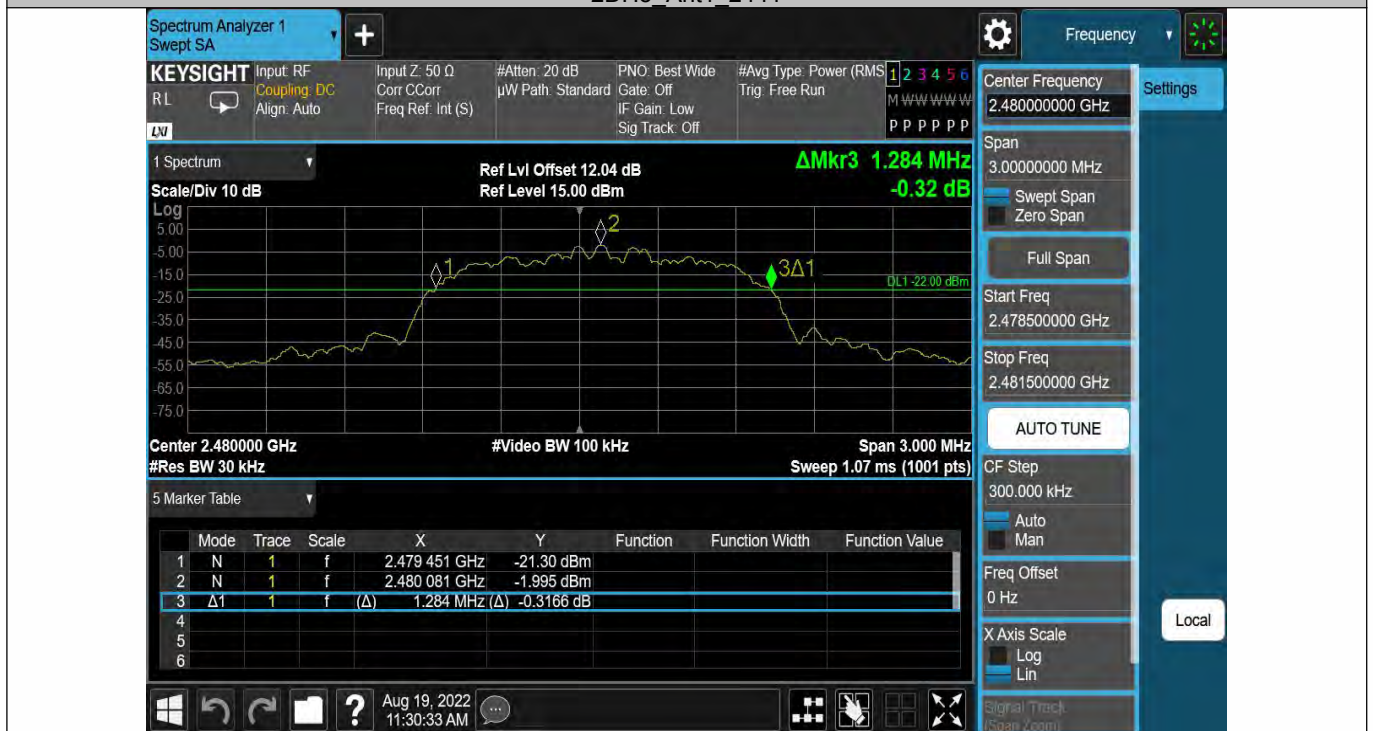 Spectrum Analyzer 1
Swept SA
+
Frequency
KEYSIGHT
RL
LXI
Input: RF
Coupling: DC
Align: Auto
Input Z: 50 Ω
Corr CCorr
Freq Ref: Int (S)
#Atten: 20 dB
µW Path: Standard
PNO: Best Wide
Gate: Off
IF Gain: Low
Sig Track: Off
#Avg Type: Power (RMS
Trig: Free Run
1 2 3 4 5 6
M W W W W W
P P P P P P
1 Spectrum
Scale/Div 10 dB
Ref Lvl Offset 12.04 dB
Ref Level 15.00 dBm
ΔMkr3 1.284 MHz
-0.32 dB
Log
5.00
-5.00
-15.0
-25.0
-35.0
-45.0
-55.0
-65.0
-75.0
1
2
3Δ1
DL1 -22.00 dBm
Center 2.480000 GHz
#Video BW 100 kHz
Span 3.000 MHz
#Res BW 30 kHz
Sweep 1.07 ms (1001 pts)
5 Marker Table
Mode Trace Scale X Y Function Function Width Function Value
1 N 1 f 2.479 451 GHz -21.30 dBm
2 N 1 f 2.480 081 GHz -1.995 dBm
3 Δ1 1 f (Δ) 1.284 MHz (Δ) -0.3166 dB
4
5
6
?
Aug 19, 2022
11:30:33 AM
Center Frequency
2.480000000 GHz
Settings
Span
3.00000000 MHz
Swept Span
Zero Span
Full Span
Start Freq
2.478500000 GHz
Stop Freq
2.481500000 GHz
AUTO TUNE
CF Step
300.000 kHz
Auto
Man
Freq Offset
0 Hz
Local
X Axis Scale
Log
Lin
Signal Track
(Span Zoom)